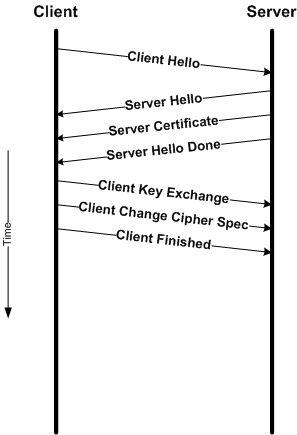 Client
Server
Client Hello
Server Hello
Server Certificate
Server Hello Done
Client Key Exchange
Client Change Cipher Spec
Client Finished
Time